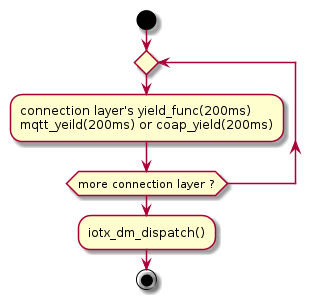 connection layer's yield_func(200ms)
mqtt_yeild(200ms) or coap_yield(200ms)
more connection layer ?
iotx_dm_dispatch()